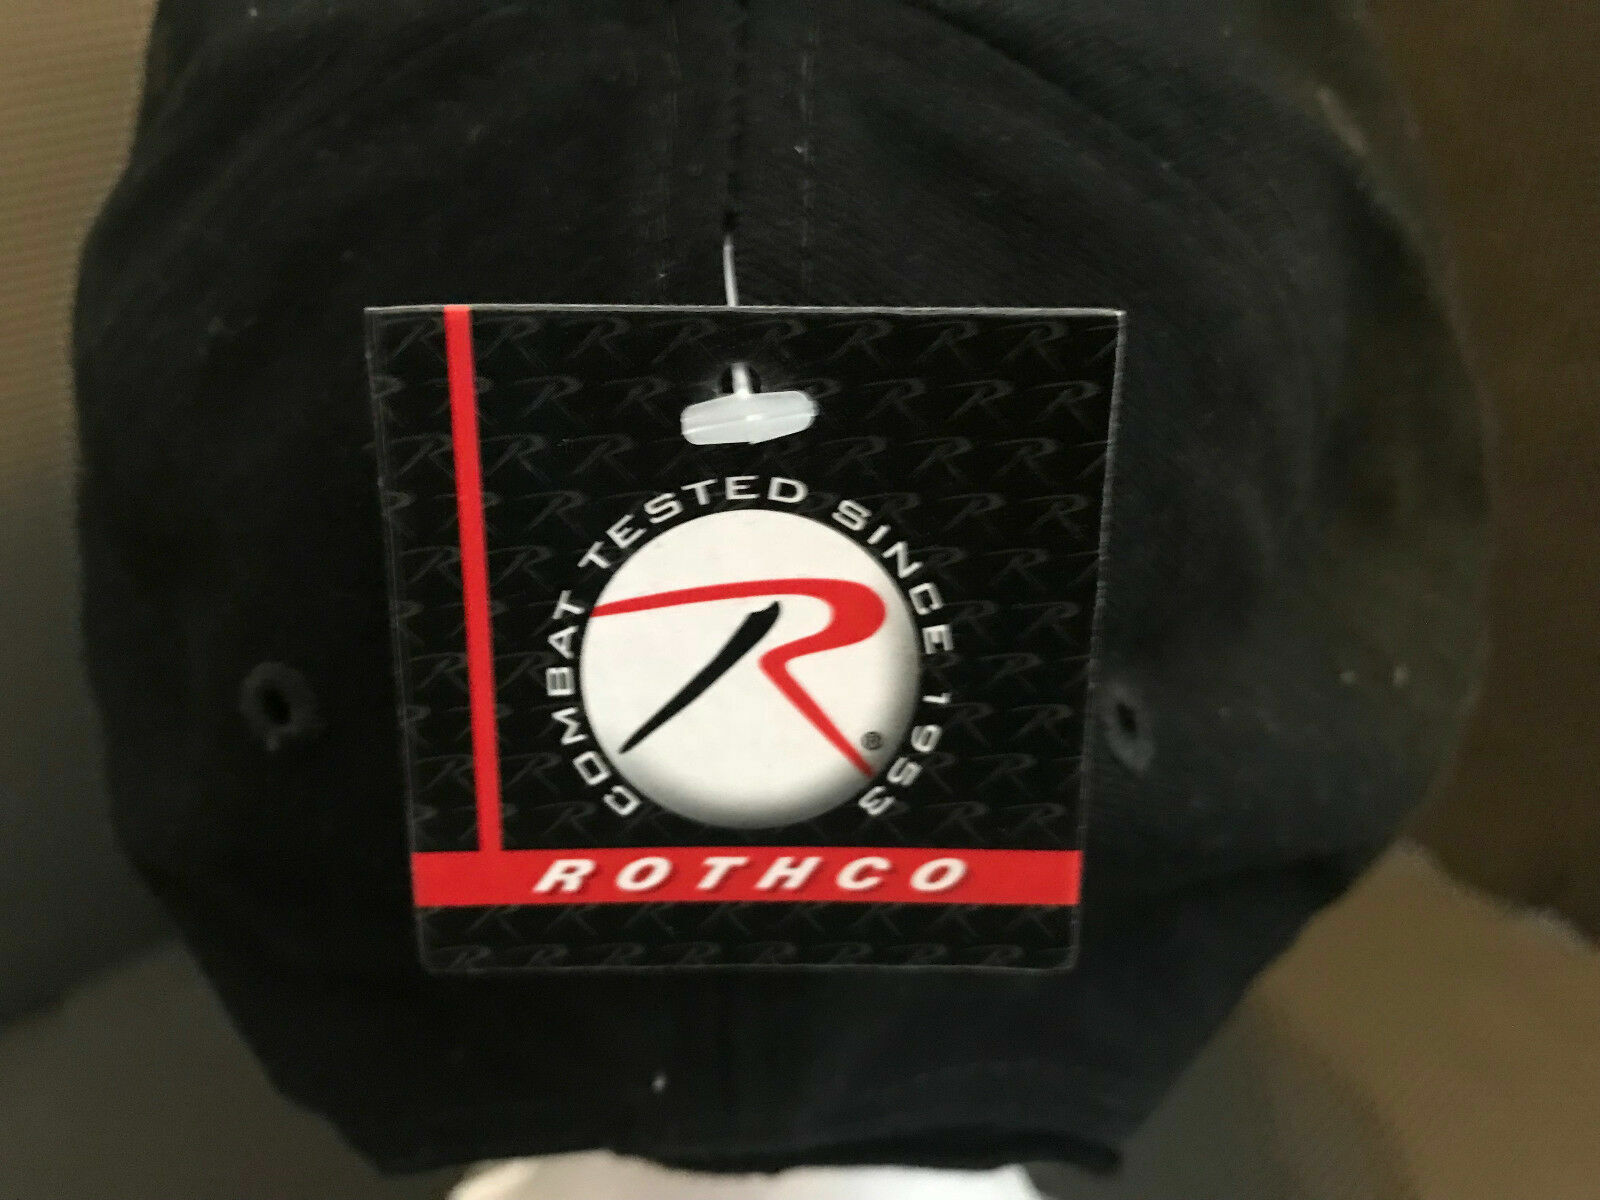 COMBAT TESTED SINCE 1953
R®
ROTHCO